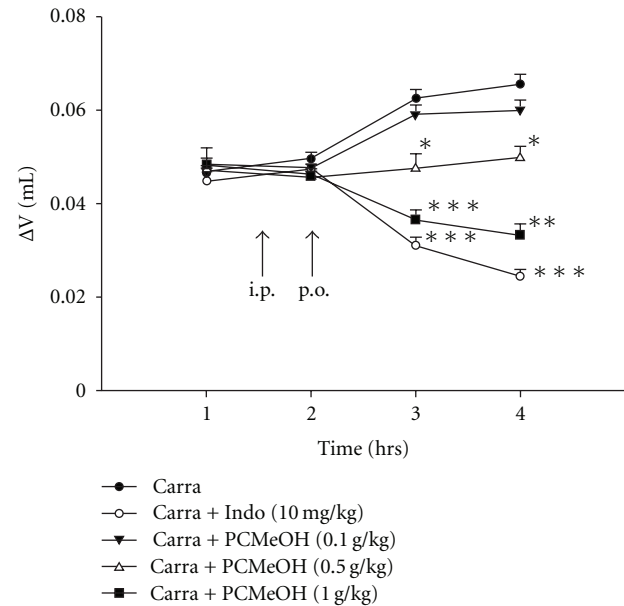 0.08
0.06
0.04
0.02
0
ΔV (mL)
*
*
***
**
***
***
i.p.
p.o.
1
2
3
4
Time (hrs)
Carra
Carra + Indo (10 mg/kg)
Carra + PCMeOH (0.1 g/kg)
Carra + PCMeOH (0.5 g/kg)
Carra + PCMeOH (1 g/kg)